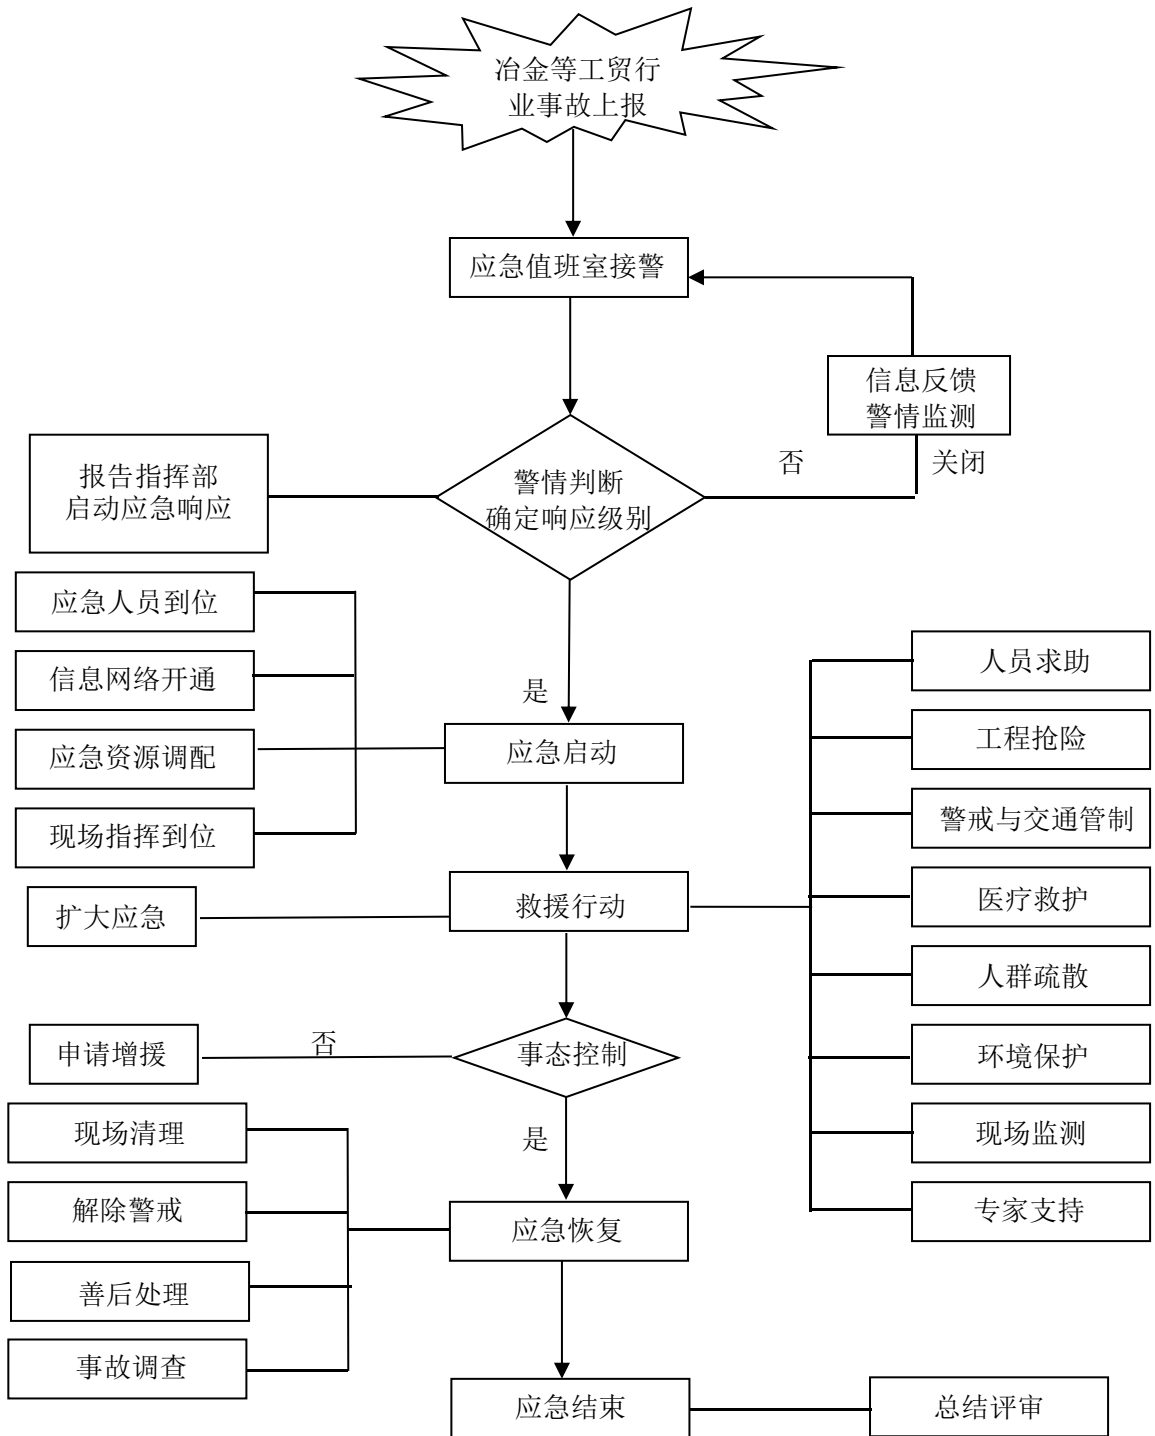 冶金等工贸行
业事故上报
应急值班室接警
信息反馈
警情监测
否
关闭
报告指挥部
启动应急响应
警情判断
确定响应级别
应急人员到位
信息网络开通
是
应急资源调配
应急启动
现场指挥到位
人员求助
工程抢险
警戒与交通管制
扩大应急
救援行动
医疗救护
人群疏散
申请增援
否
事态控制
环境保护
现场清理
是
现场监测
解除警戒
应急恢复
专家支持
善后处理
事故调查
应急结束
总结评审